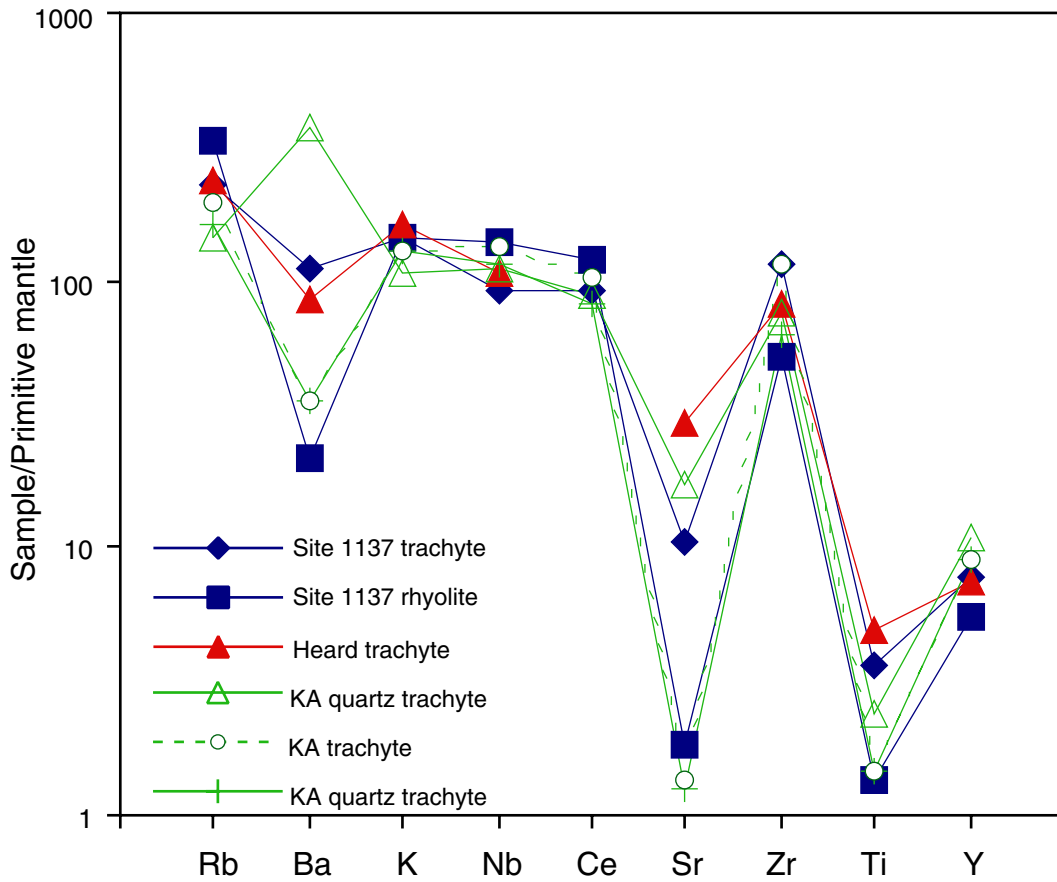 1000
100
10
1
Sample/Primitive mantle
Site 1137 trachyte
Site 1137 rhyolite
Heard trachyte
KA quartz trachyte
KA trachyte
KA quartz trachyte
Rb Ba K Nb Ce Sr Zr Ti Y